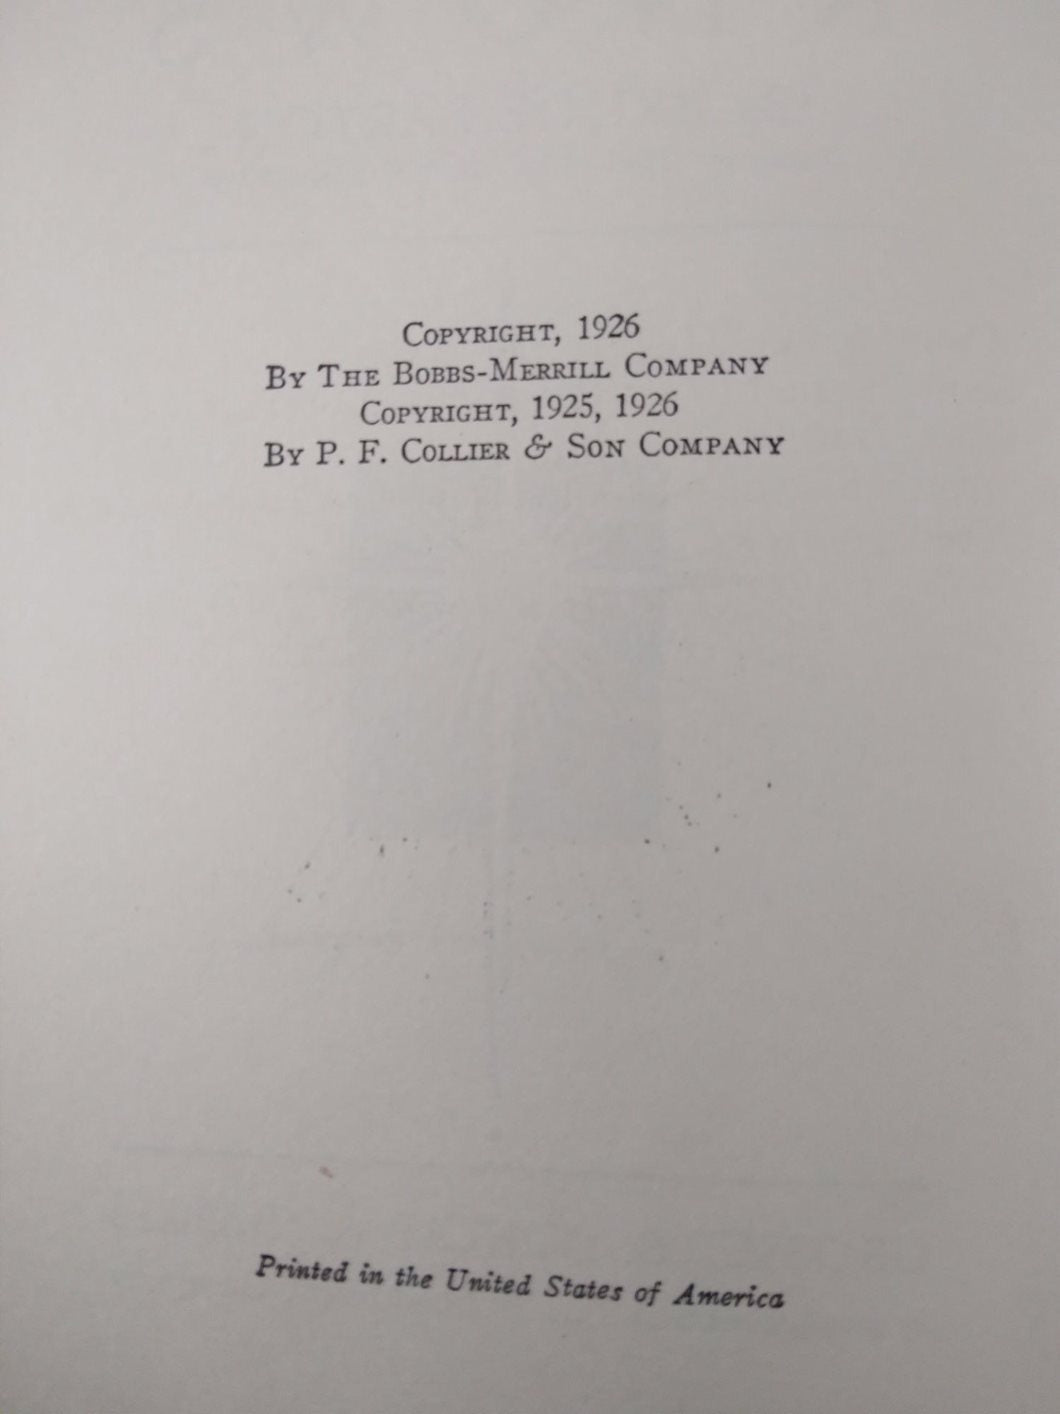 Copyright, 1926
By The Bobbs-Merrill Company
Copyright, 1925, 1926
By P. F. Collier & Son Company
Printed in the United States of America